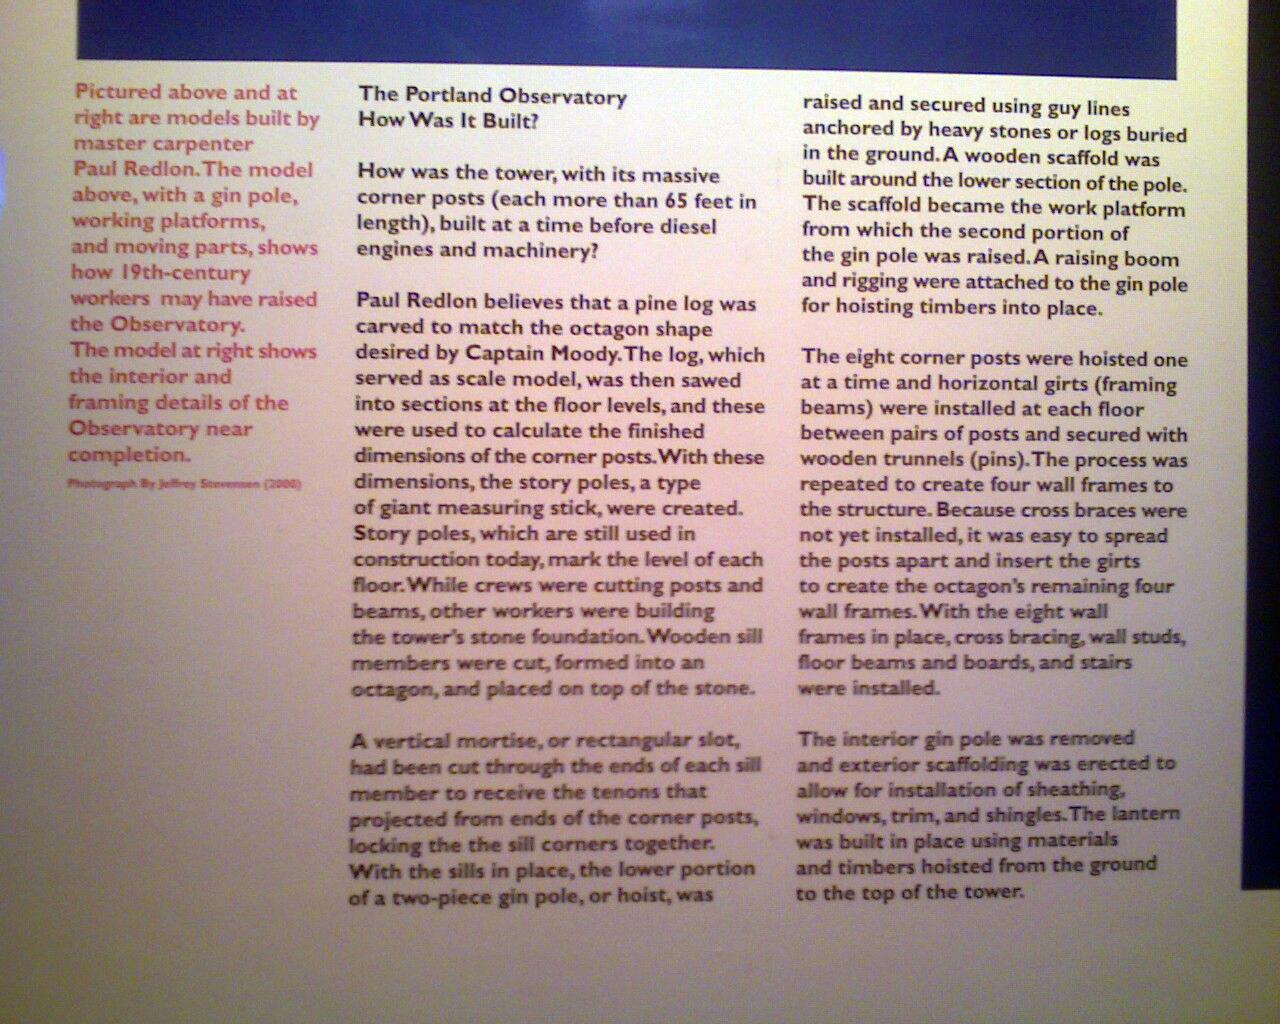 Pictured above and at
right are models built by
master carpenter
Paul Redlon. The model
above, with a gin pole,
working platforms,
and moving parts, shows
how 19th-century
workers may have raised
the Observatory.
The model at right shows
the interior and
framing details of the
Observatory near
completion.
Photograph By Jeffrey Stevensen (2000)
The Portland Observatory
How Was It Built?
How was the tower, with its massive
corner posts (each more than 65 feet in
length), built at a time before diesel
engines and machinery?
Paul Redlon believes that a pine log was
carved to match the octagon shape
desired by Captain Moody. The log, which
served as scale model, was then sawed
into sections at the floor levels, and these
were used to calculate the finished
dimensions of the corner posts. With these
dimensions, the story poles, a type
of giant measuring stick, were created.
Story poles, which are still used in
construction today, mark the level of each
floor. While crews were cutting posts and
beams, other workers were building
the tower's stone foundation. Wooden sill
members were cut, formed into an
octagon, and placed on top of the stone.
A vertical mortise, or rectangular slot,
had been cut through the ends of each sill
member to receive the tenons that
projected from ends of the corner posts,
locking the the sill corners together.
With the sills in place, the lower portion
of a two-piece gin pole, or hoist, was
raised and secured using guy lines
anchored by heavy stones or logs buried
in the ground. A wooden scaffold was
built around the lower section of the pole.
The scaffold became the work platform
from which the second portion of
the gin pole was raised. A raising boom
and rigging were attached to the gin pole
for hoisting timbers into place.
The eight corner posts were hoisted one
at a time and horizontal girts (framing
beams) were installed at each floor
between pairs of posts and secured with
wooden trunnels (pins). The process was
repeated to create four wall frames to
the structure. Because cross braces were
not yet installed, it was easy to spread
the posts apart and insert the girts
to create the octagon's remaining four
wall frames. With the eight wall
frames in place, cross bracing, wall studs,
floor beams and boards, and stairs
were installed.
The interior gin pole was removed
and exterior scaffolding was erected to
allow for installation of sheathing,
windows, trim, and shingles. The lantern
was built in place using materials
and timbers hoisted from the ground
to the top of the tower.